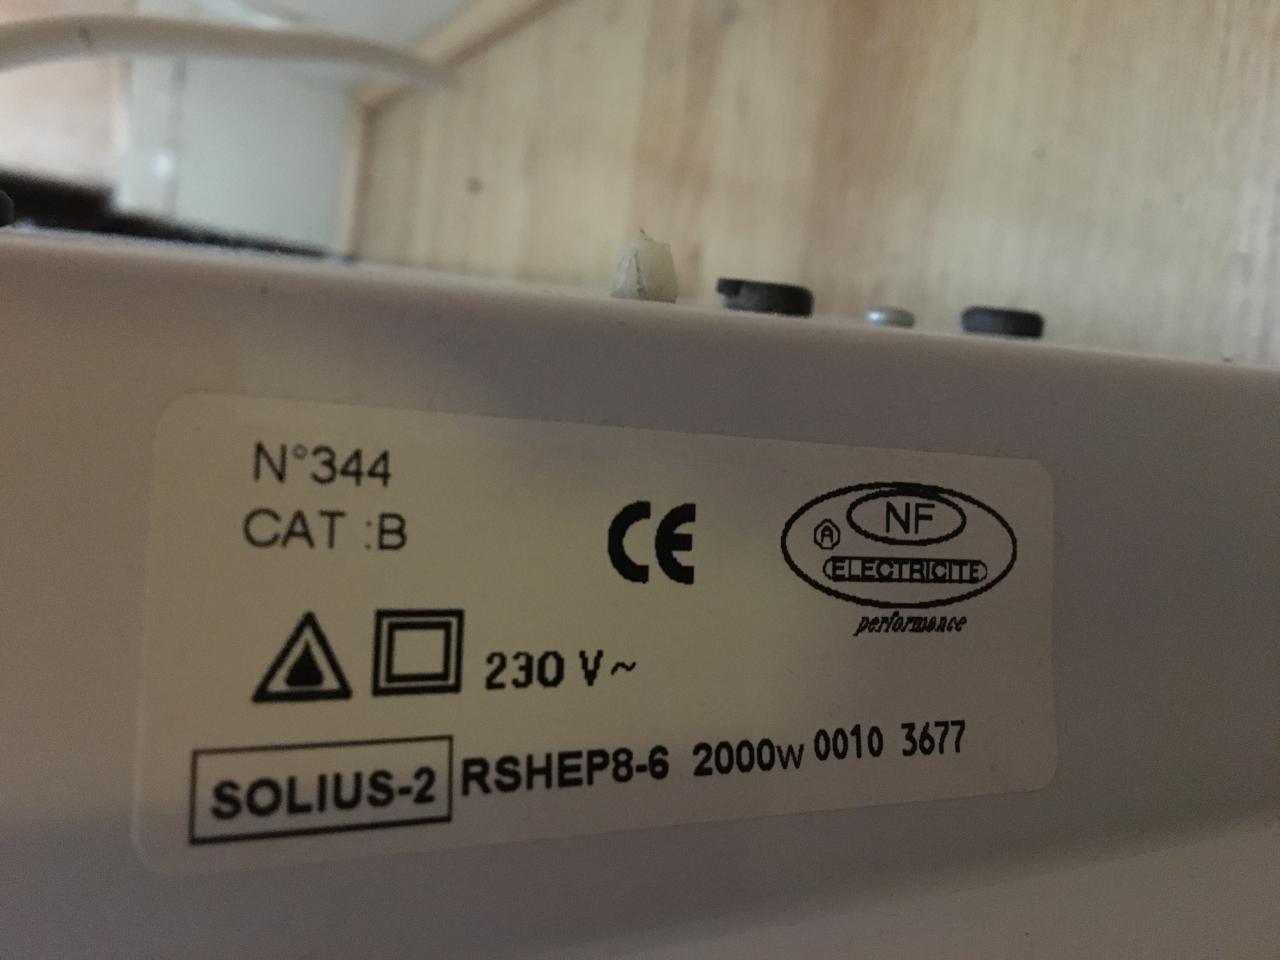 N°344
CAT :B
CE
NF
A
ELECTRICITE
performance
230 V~
SOLIUS-2 RSHEP8-6 2000W 0010 3677